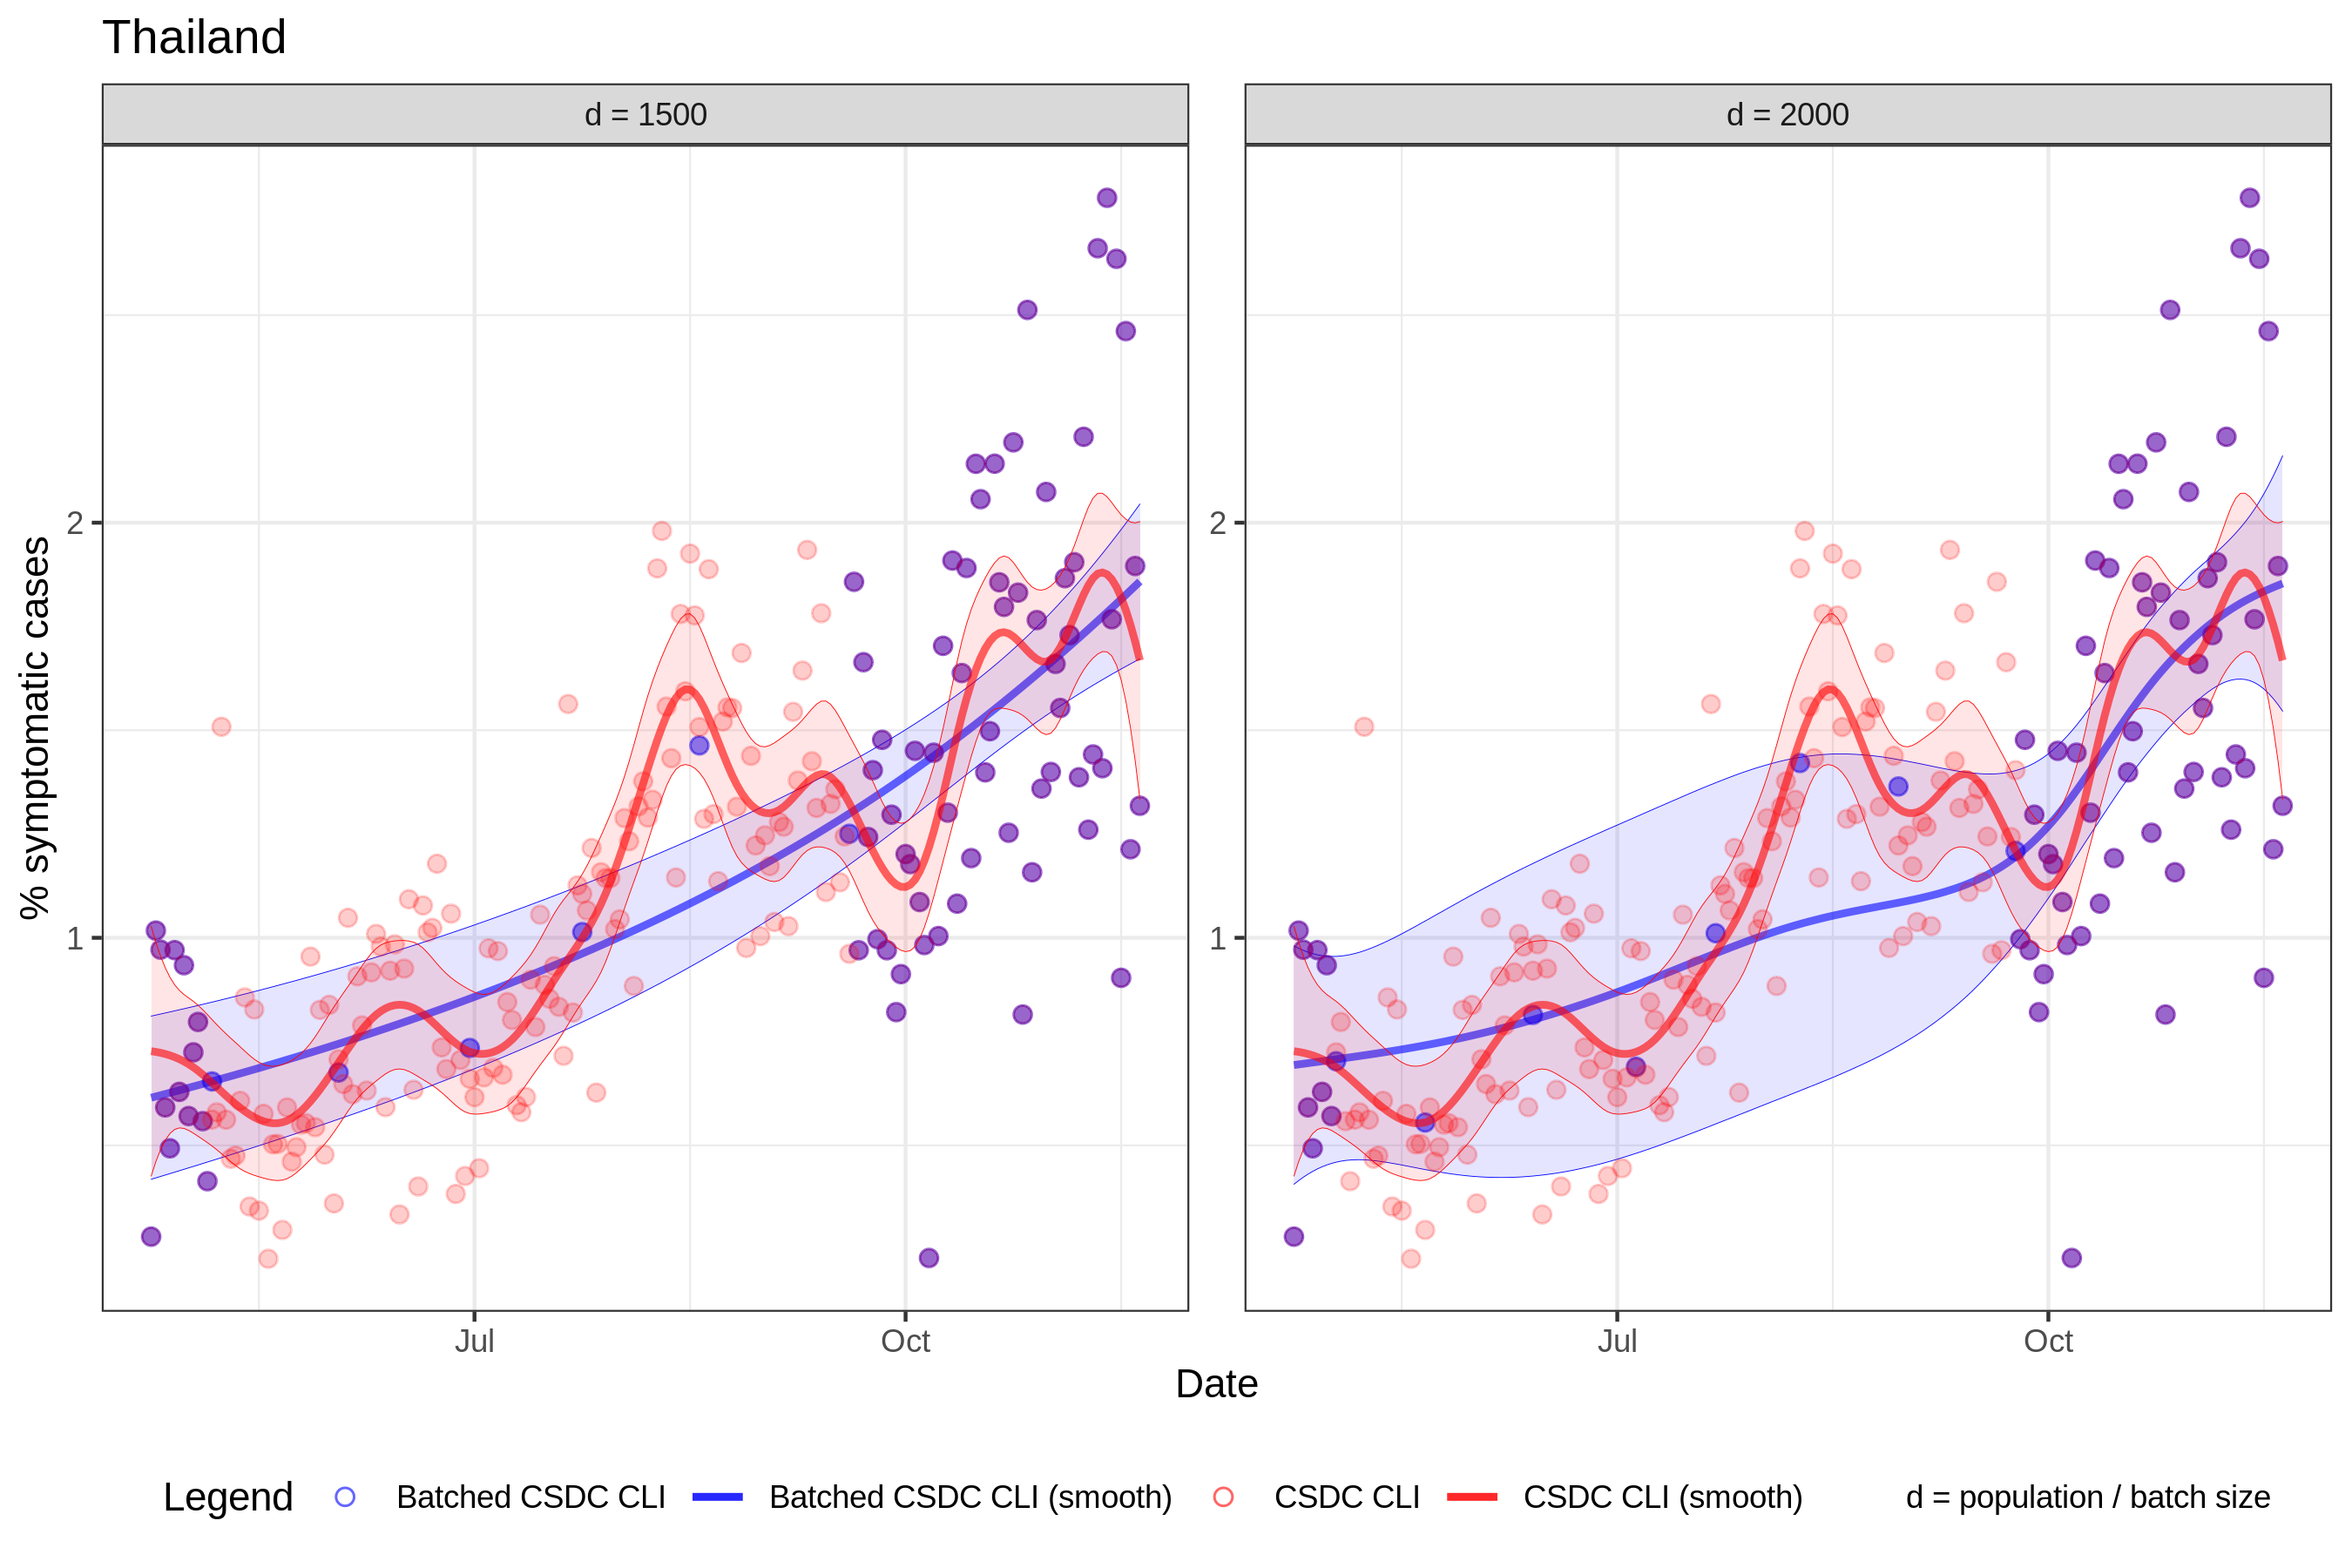 Thailand
d = 1500
d = 2000
% symptomatic cases
2
1
2
1
Jul
Oct
Jul
Oct
Date
Legend
Batched CSDC CLI
Batched CSDC CLI (smooth)
CSDC CLI
CSDC CLI (smooth)
d = population / batch size